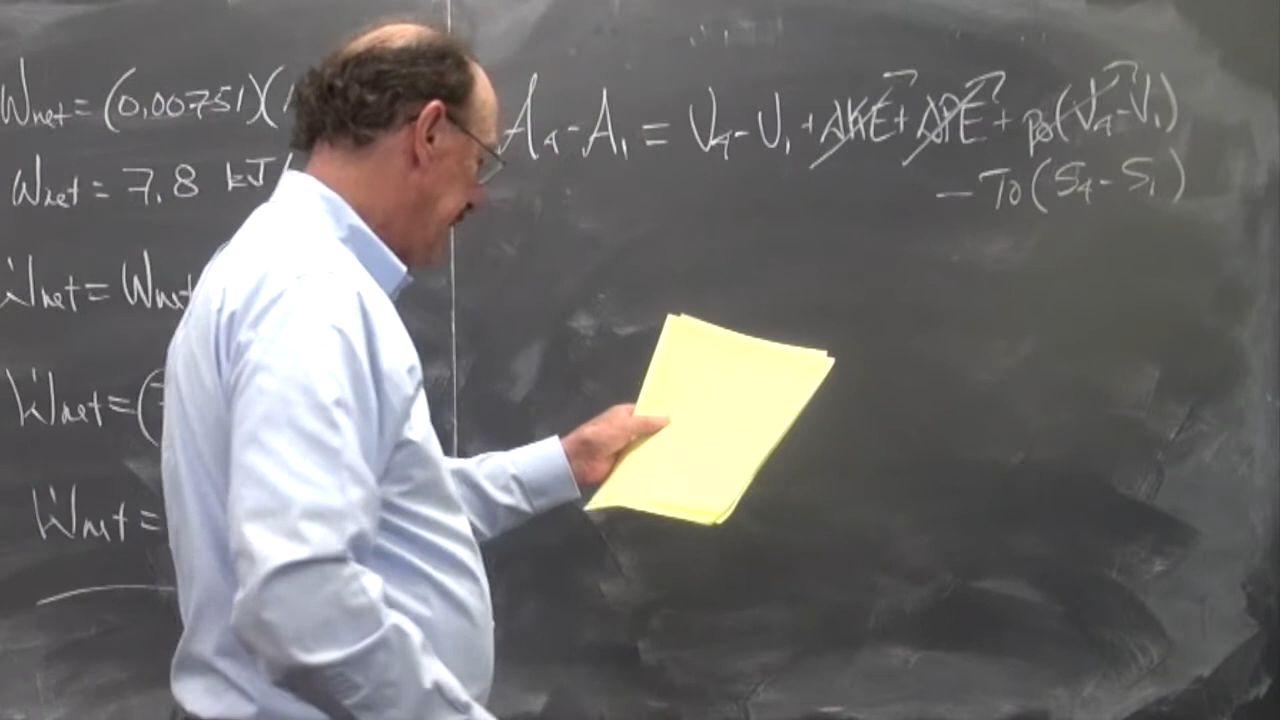 Wnet = (0.00751)(
Wnet = 7.8 kJ/
Ẇnet = Wnet
Ẇnet = (
Ẇnet =
A₄ - A₁ = U₄ - U₁ + ΔKE + ΔPE + p₀(V₄ - V₁)
- T₀(S₄ - S₁)